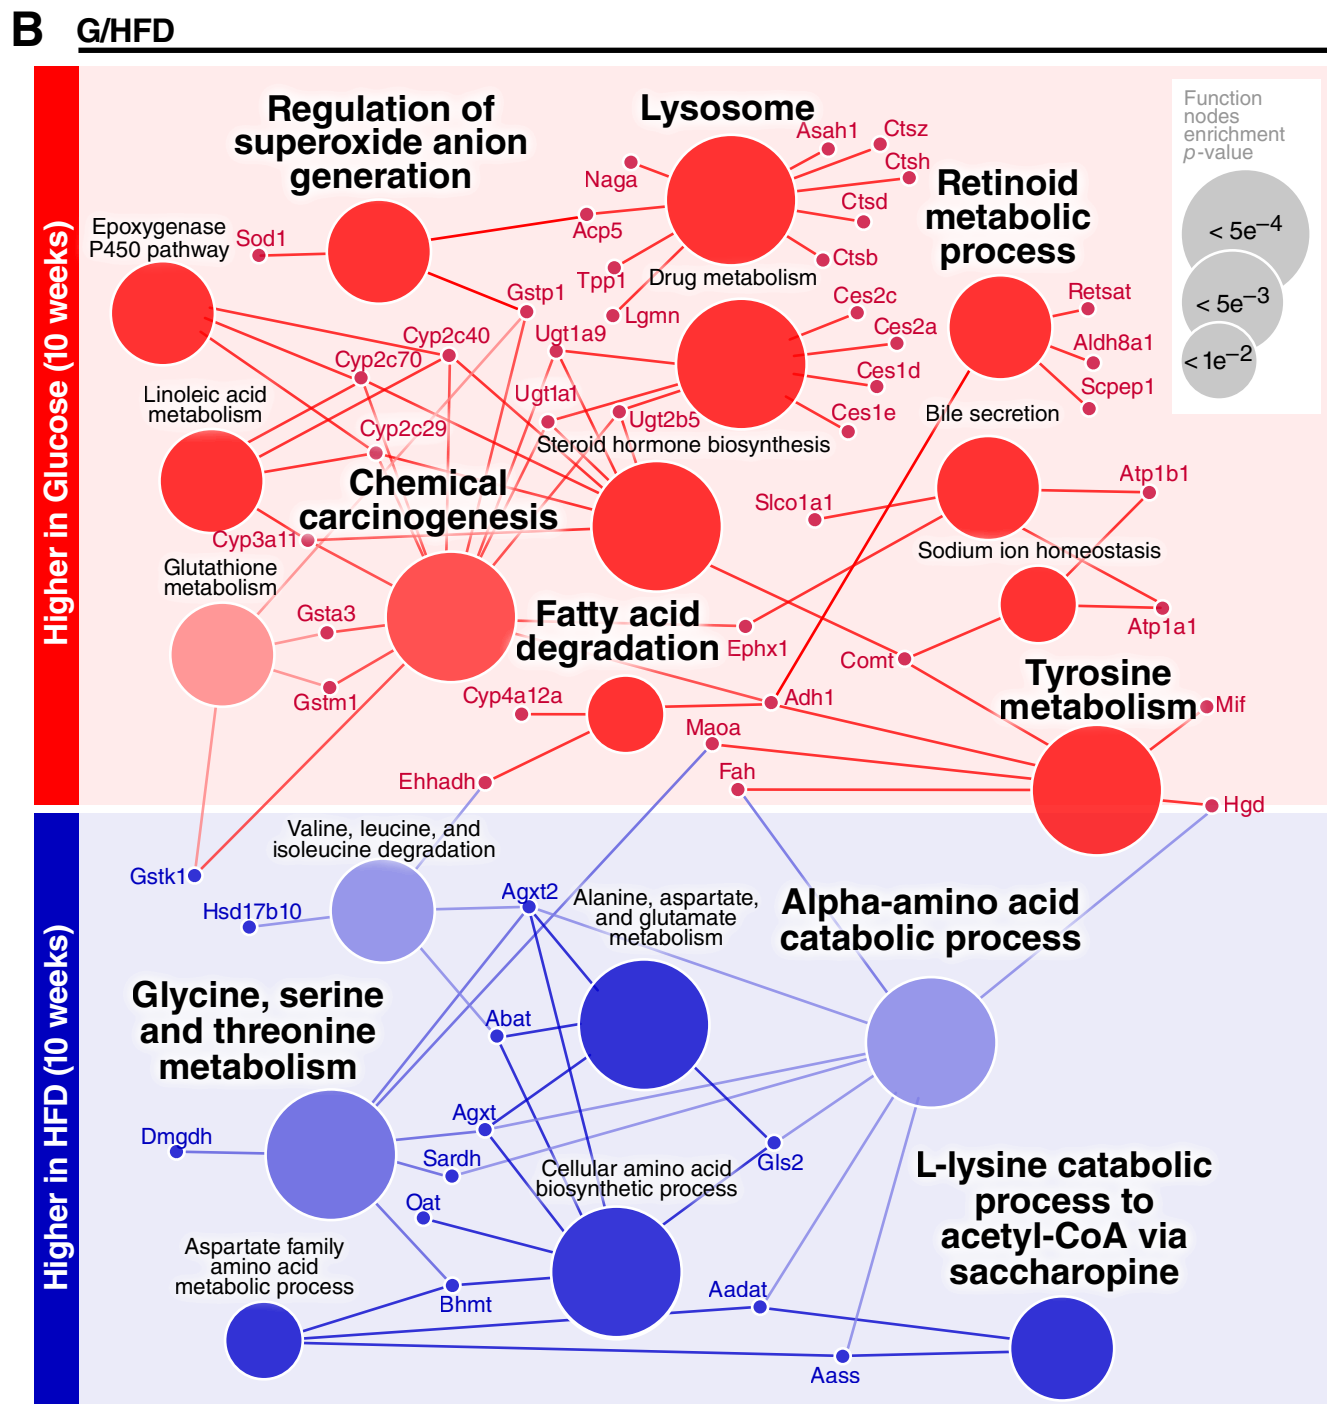 B G/HFD
Higher in Glucose (10 weeks)
Regulation of
superoxide anion
generation
Lysosome
Asah1
Ctsz
Ctsh
Naga
Ctsd
Acp5
Ctsb
Tpp1
Lgmn
Function
nodes
enrichment
p-value
< 5e−4
< 5e−3
< 1e−2
Retinoid
metabolic
process
Epoxygenase
P450 pathway
Sod1
Drug metabolism
Gstp1
Ces2c
Retsat
Cyp2c40
Ugt1a9
Ces2a
Aldh8a1
Cyp2c70
Ces1d
Scpep1
Linoleic acid
metabolism
Ugt1a1
Ugt2b5
Ces1e
Bile secretion
Cyp2c29
Steroid hormone biosynthesis
Chemical
carcinogenesis
Slco1a1
Atp1b1
Cyp3a11
Sodium ion homeostasis
Glutathione
metabolism
Gsta3
Fatty acid
degradation
Ephx1
Atp1a1
Comt
Gstm1
Cyp4a12a
Adh1
Tyrosine
metabolism
Mif
Maoa
Fah
Ehhadh
Hgd
Higher in HFD (10 weeks)
Valine, leucine, and
isoleucine degradation
Gstk1
Hsd17b10
Agxt2
Alanine, aspartate,
and glutamate
metabolism
Alpha-amino acid
catabolic process
Glycine, serine
and threonine
metabolism
Abat
Agxt
Dmgdh
Sardh
Gls2
Cellular amino acid
biosynthetic process
L-lysine catabolic
process to
acetyl-CoA via
saccharopine
Oat
Aspartate family
amino acid
metabolic process
Bhmt
Aadat
Aass